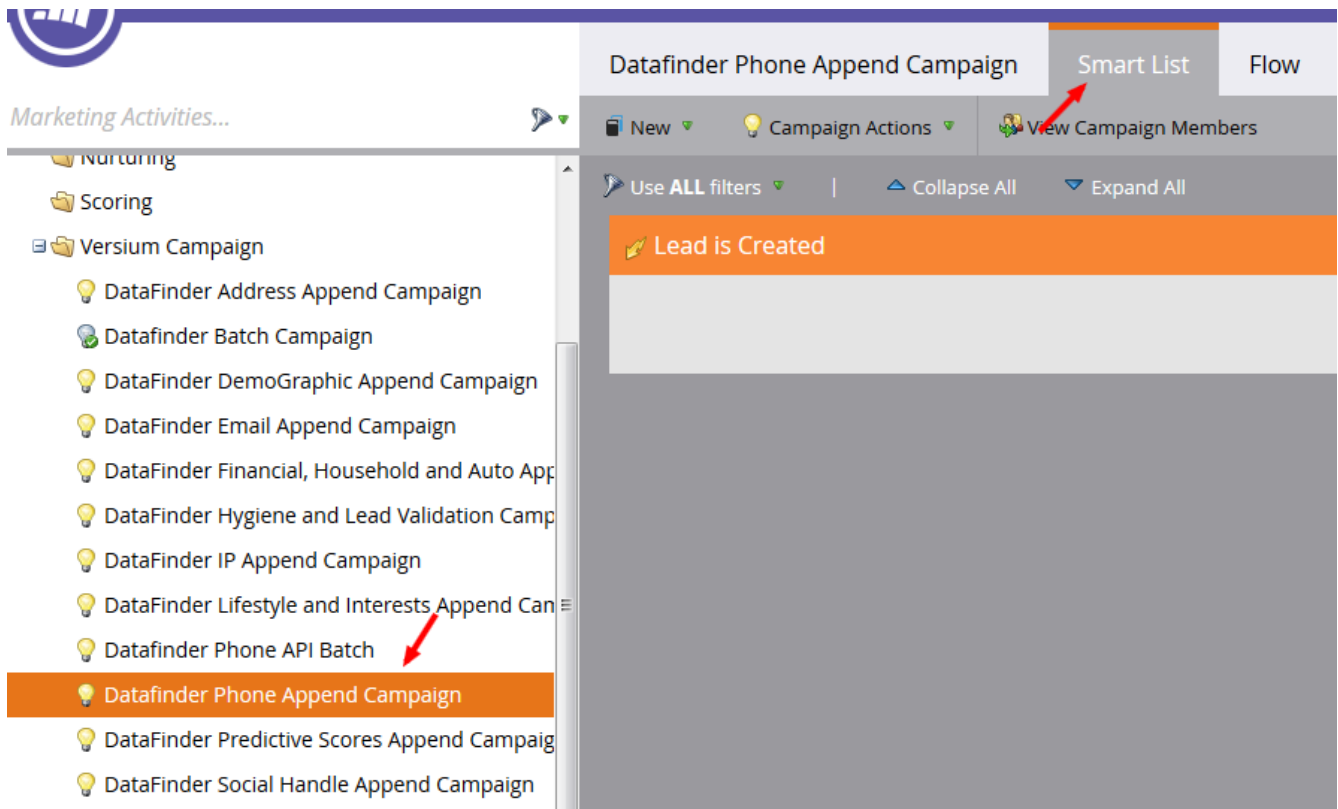 Datafinder Phone Append Campaign Smart List Flow
Marketing Activities...
New Campaign Actions View Campaign Members
Use ALL filters | Collapse All Expand All
Lead is Created
Nurturing
Scoring
Versium Campaign
DataFinder Address Append Campaign
Datafinder Batch Campaign
DataFinder DemoGraphic Append Campaign
DataFinder Email Append Campaign
DataFinder Financial, Household and Auto App
DataFinder Hygiene and Lead Validation Camp
DataFinder IP Append Campaign
DataFinder Lifestyle and Interests Append Cam
Datafinder Phone API Batch
Datafinder Phone Append Campaign
DataFinder Predictive Scores Append Campaig
DataFinder Social Handle Append Campaign